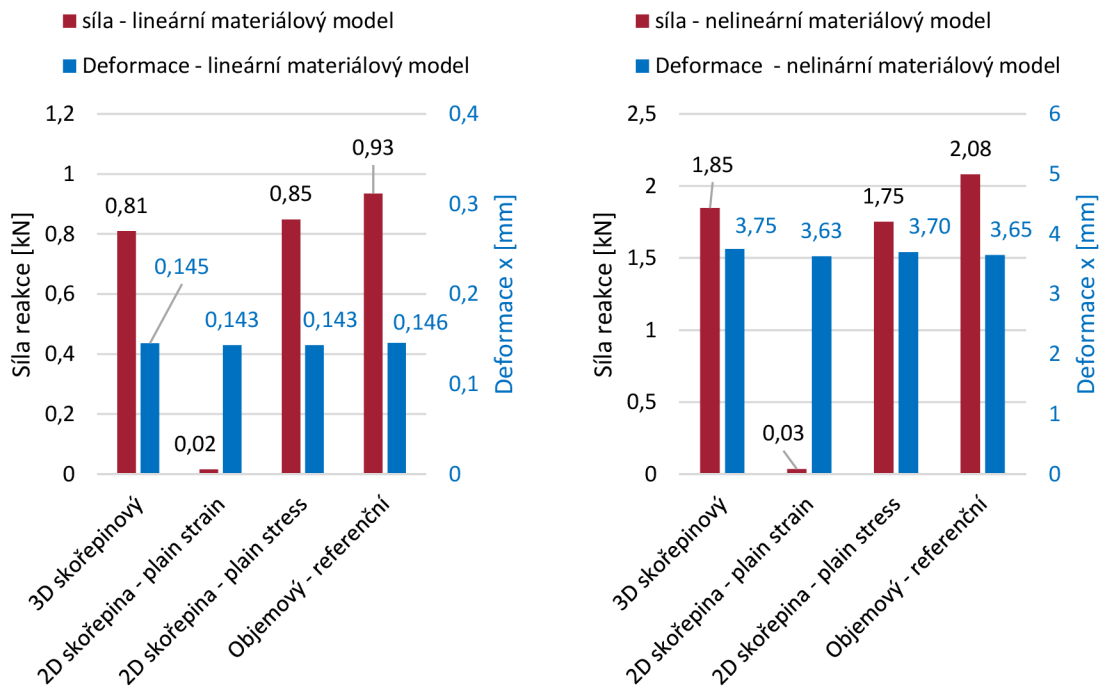 síla - lineární materiálový model
Deformace - lineární materiálový model
1,2
1
0,8
0,6
0,4
0,2
0
Síla reakce [kN]
0,81
0,145
0,02
0,143
0,85
0,143
0,93
0,146
0,4
0,3
0,2
0,1
0
Deformace x [mm]
3D skořepinový
2D skořepina - plain strain
2D skořepina - plain stress
Objemový - referenční
síla - nelineární materiálový model
Deformace - nelinární materiálový model
2,5
2
1,5
1
0,5
0
Síla reakce [kN]
1,85
3,75
0,03
3,63
1,75
3,70
2,08
3,65
6
5
4
3
2
1
0
Deformace x [mm]
3D skořepinový
2D skořepina - plain strain
2D skořepina - plain stress
Objemový - referenční